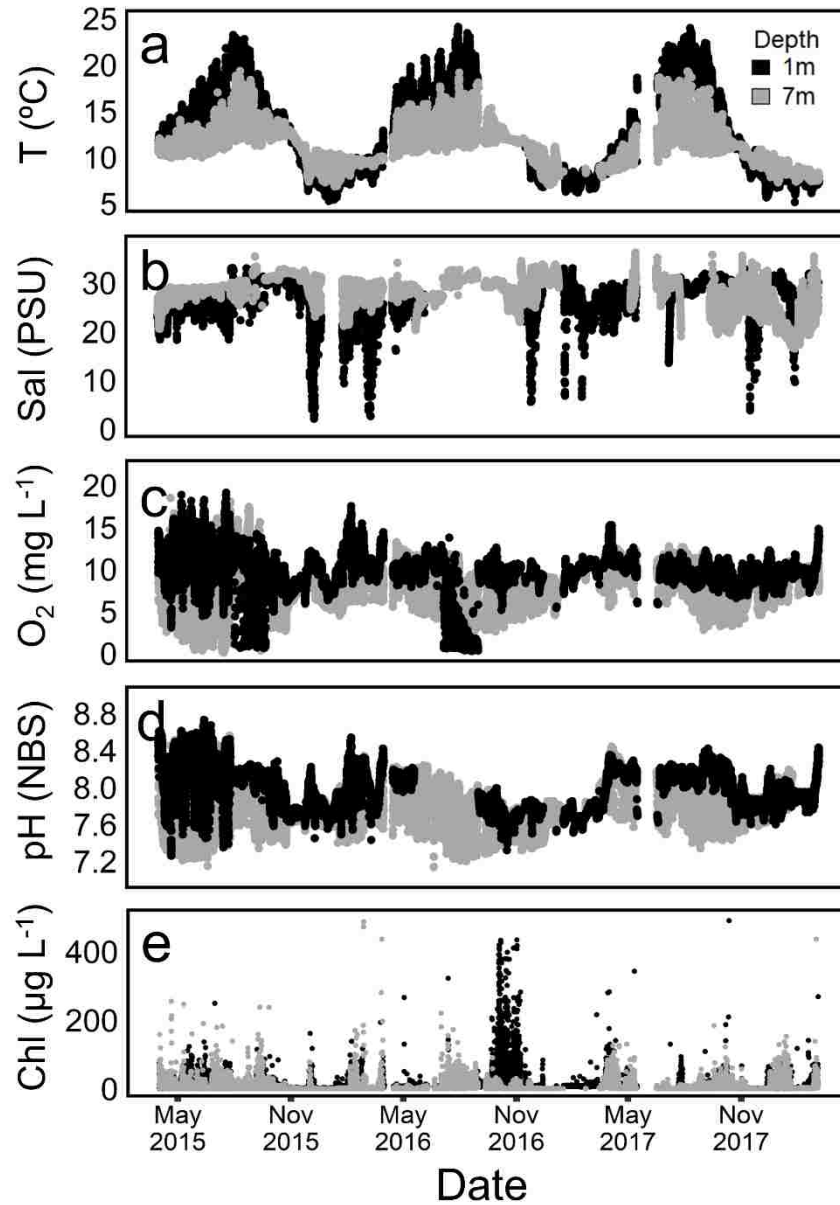 a
T (ºC)
25
20
15
10
5
Depth
1m
7m
b
Sal (PSU)
30
20
10
0
c
O₂ (mg L⁻¹)
20
15
10
5
0
d
pH (NBS)
8.8
8.4
8.0
7.6
7.2
e
Chl (µg L⁻¹)
400
200
0
May Nov May Nov May Nov
2015 2015 2016 2016 2017 2017
Date